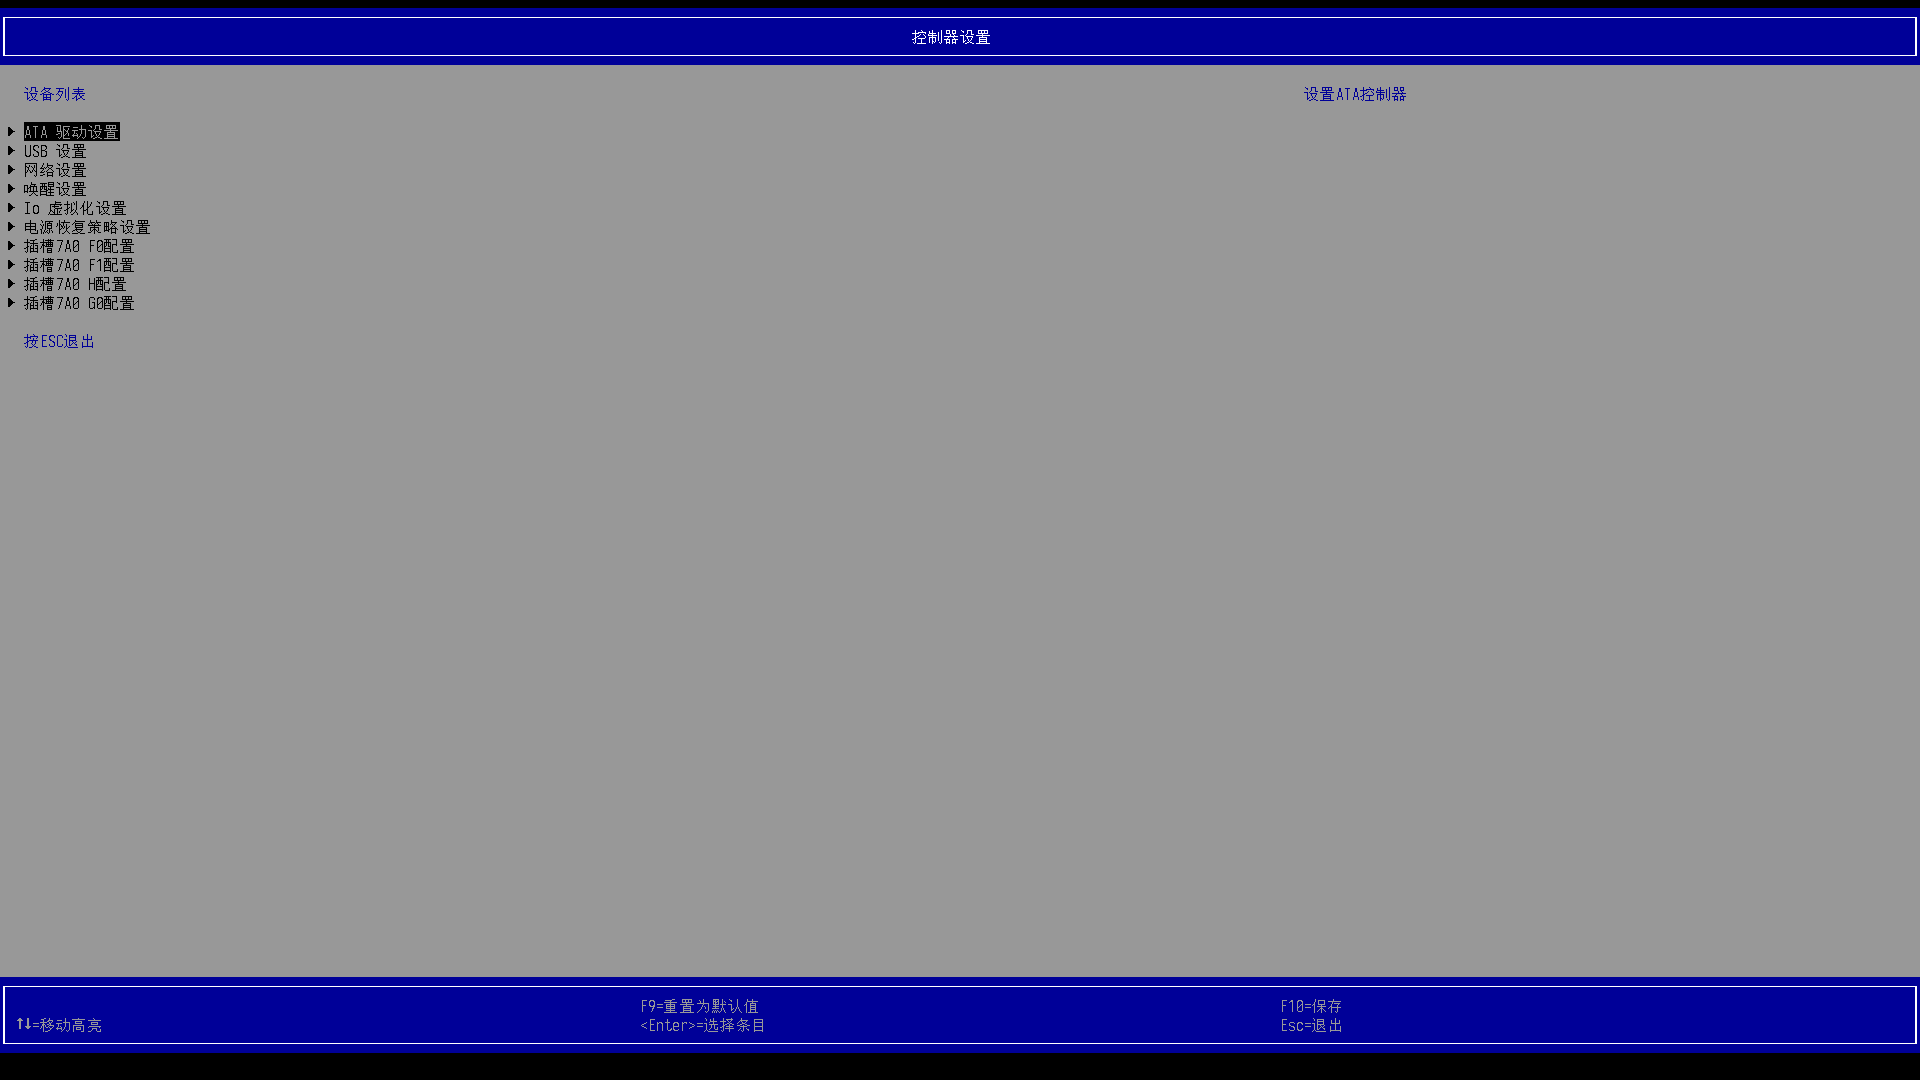 控制器设置
设备列表
设置ATA控制器
ATA 驱动设置
USB 设置
网络设置
唤醒设置
Io 虚拟化设置
电源恢复策略设置
插槽7A0 F0配置
插槽7A0 F1配置
插槽7A0 H配置
插槽7A0 G0配置
按ESC退出
F9=重置为默认值
F10=保存
↑↓=移动高亮
<Enter>=选择条目
Esc=退出